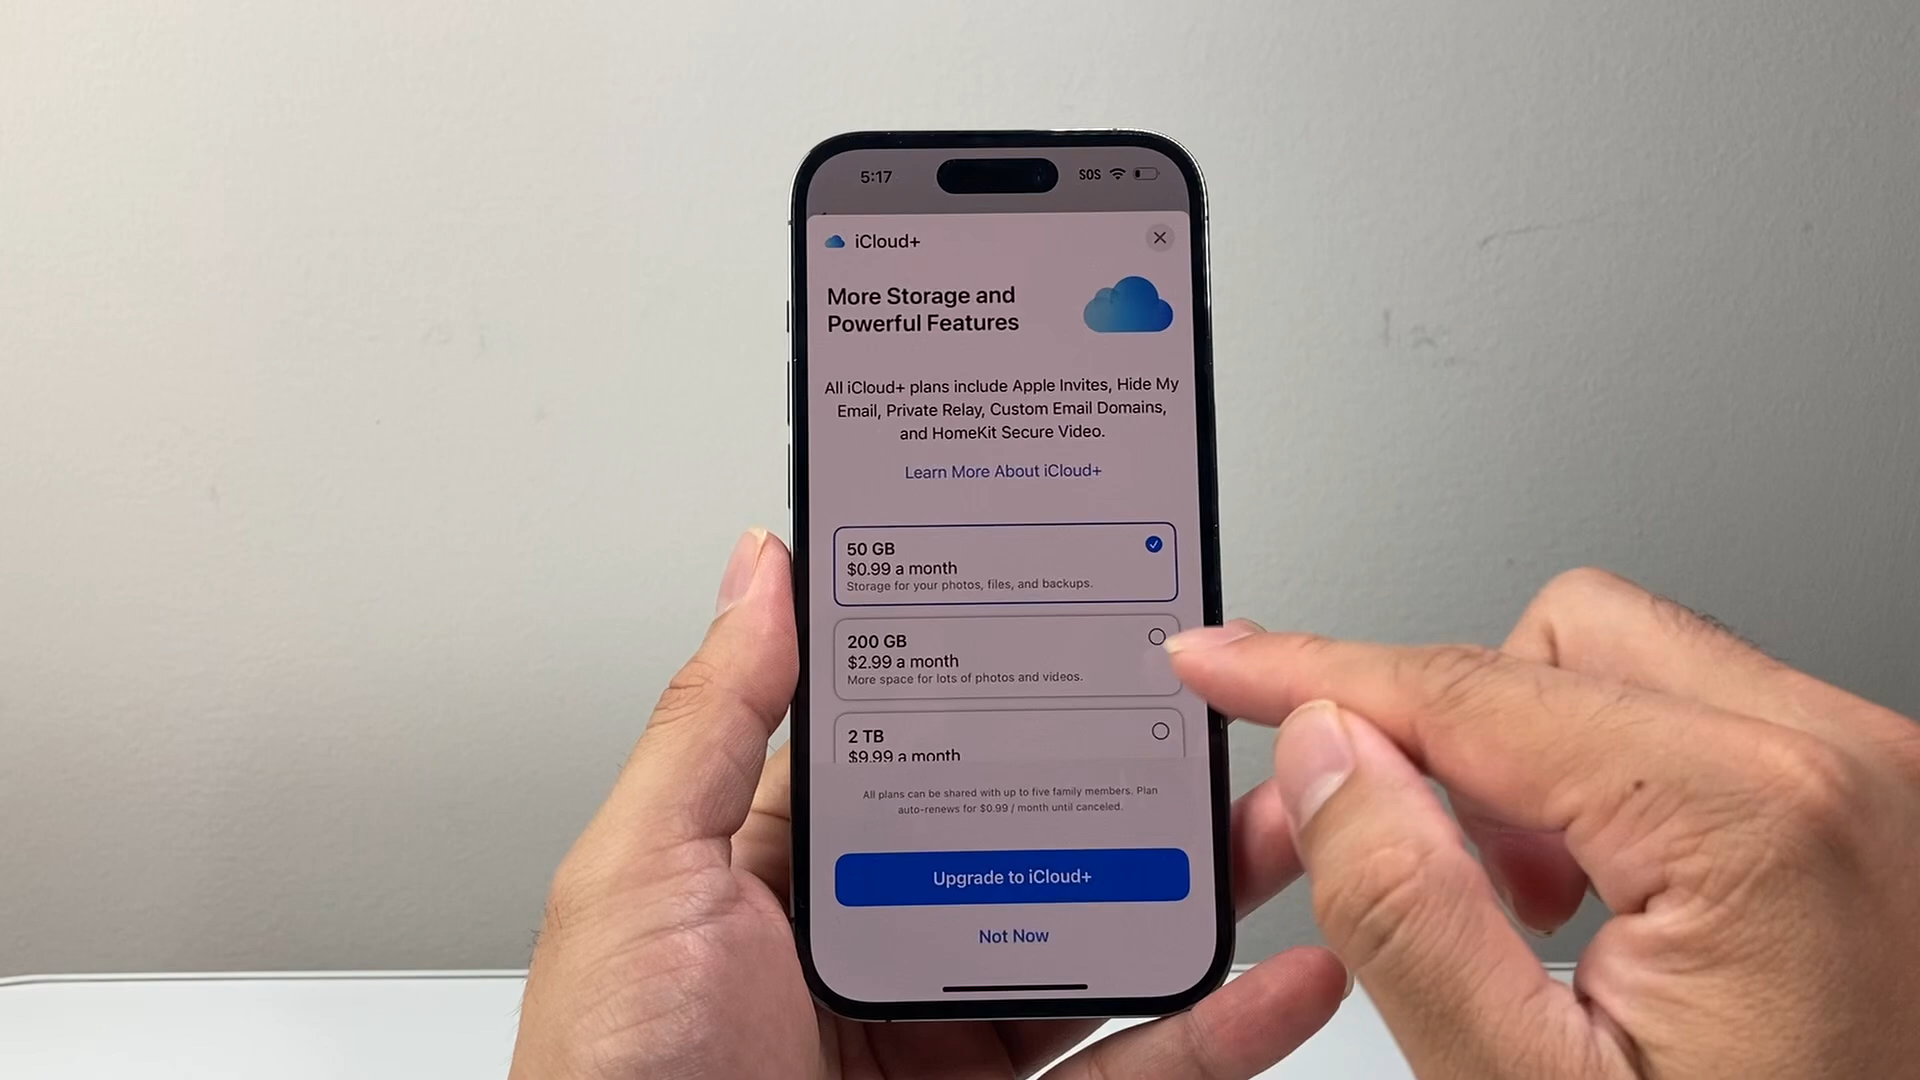 5:17
SOS
iCloud+
More Storage and
Powerful Features
All iCloud+ plans include Apple Invites, Hide My
Email, Private Relay, Custom Email Domains,
and HomeKit Secure Video.
Learn More About iCloud+
50 GB
$0.99 a month
Storage for your photos, files, and backups.
200 GB
$2.99 a month
More space for lots of photos and videos.
2 TB
$9.99 a month
All plans can be shared with up to five family members. Plan
auto-renews for $0.99 / month until canceled.
Upgrade to iCloud+
Not Now